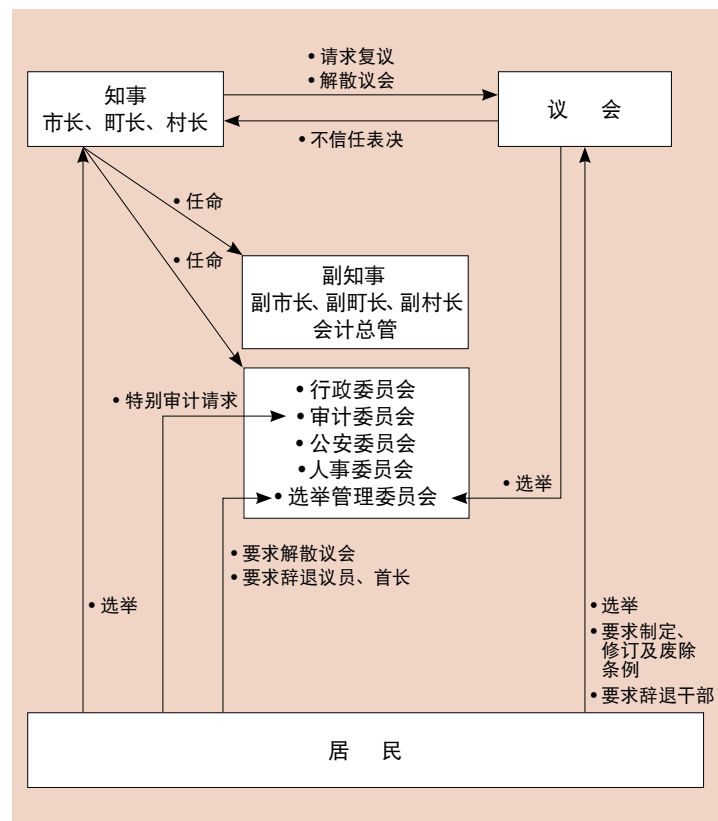 • 请求复议
• 解散议会
知事
市长、町长、村长
议 会
• 不信任表决
• 任命
• 任命
副知事
副市长、副町长、副村长
会计总管
• 特别审计请求
• 行政委员会
• 审计委员会
• 公安委员会
• 人事委员会
• 选举管理委员会
• 选举
• 要求解散议会
• 要求辞退议员、首长
• 选举
• 选举
• 要求制定、
修订及废除
条例
• 要求辞退干部
居 民